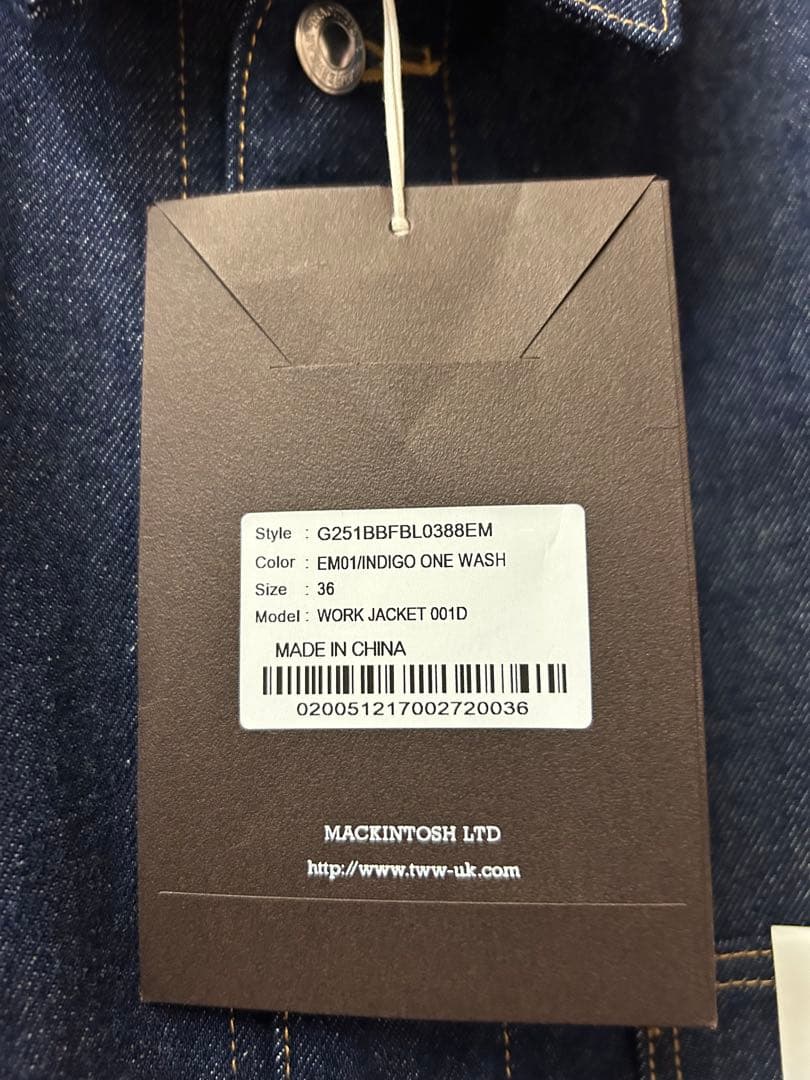 Style : G251BBFBL0388EM
Color : EM01/INDIGO ONE WASH
Size : 36
Model : WORK JACKET 001D
MADE IN CHINA
020051217002720036
MACKINTOSH LTD
http://www.tww-uk.com